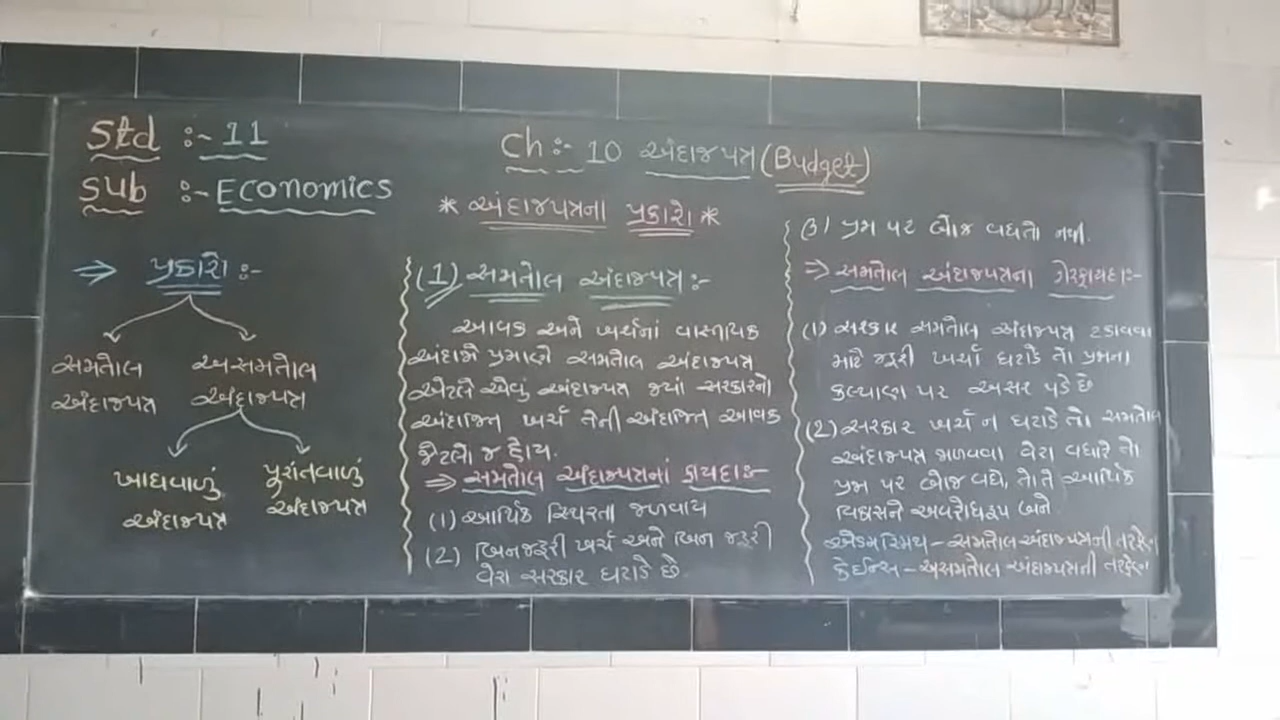 Std :- 11
Sub :- Economics
Ch :- 10 અંદાજપત્ર (Budget)
* અંદાજપત્રના પ્રકારો *
⇒ પ્રકારો :-
સમતોલ અંદાજપત્ર
અસમતોલ અંદાજપત્ર
ખાધવાળું અંદાજપત્ર
પૂરાંતવાળું અંદાજપત્ર
(1) સમતોલ અંદાજપત્ર :-
આવક અને ખર્ચનાં વાસ્તવિક
અંદાજો પ્રમાણે સમતોલ અંદાજપત્ર
એટલે એવું અંદાજપત્ર જ્યાં સરકારનો
અંદાજિત ખર્ચ તેની અંદાજિત આવક
જેટલો જ હોય.
⇒ સમતોલ અંદાજપત્રનાં ફાયદા :-
(1) આર્થિક સ્થિરતા જળવાય
(2) બિનજરૂરી ખર્ચ અને બિન જરૂરી
વેરા સરકાર ઘટાડે છે.
(3) પ્રજા પર બોજ વધતો નથી.
⇒ સમતોલ અંદાજપત્રના ગેરફાયદા :-
(1) સરકાર સમતોલ અંદાજપત્ર ટકાવવા
માટે જરૂરી ખર્ચા ઘટાડે તો પ્રજાના
કલ્યાણ પર અસર પડે છે
(2) સરકાર ખર્ચ ન ઘટાડે તો સમતોલ
અંદાજપત્ર જાળવવા વેરા વધારે તો
પ્રજા પર બોજ વધે, તો તે આર્થિક
વિકાસને અવરોધરૂપ બને
એડમ સ્મિથ - સમતોલ અંદાજપત્રની
કેઈન્સ - અસમતોલ અંદાજપત્રની